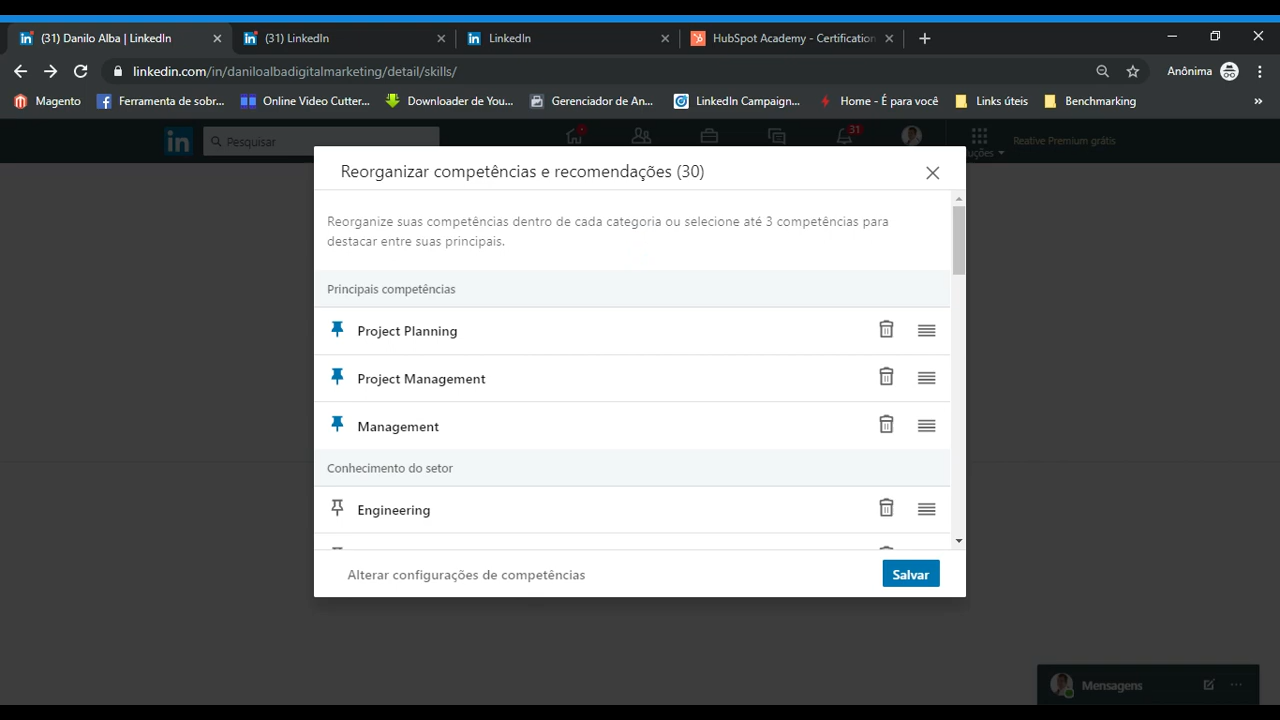 (31) Danilo Alba | LinkedIn
(31) LinkedIn
LinkedIn
HubSpot Academy - Certification
linkedin.com/in/daniloalbadigitalmarketing/detail/skills/
Anônima
Magento
Ferramenta de sobr...
Online Video Cutter...
Downloader de You...
Gerenciador de An...
LinkedIn Campaign...
Home - É para você
Links úteis
Benchmarking
»
in
Pesquisar
31
uções
Reative Premium grátis
Reorganizar competências e recomendações (30)
Reorganize suas competências dentro de cada categoria ou selecione até 3 competências para
destacar entre suas principais.
Principais competências
Project Planning
Project Management
Management
Conhecimento do setor
Engineering
Alterar configurações de competências
Salvar
Mensagens